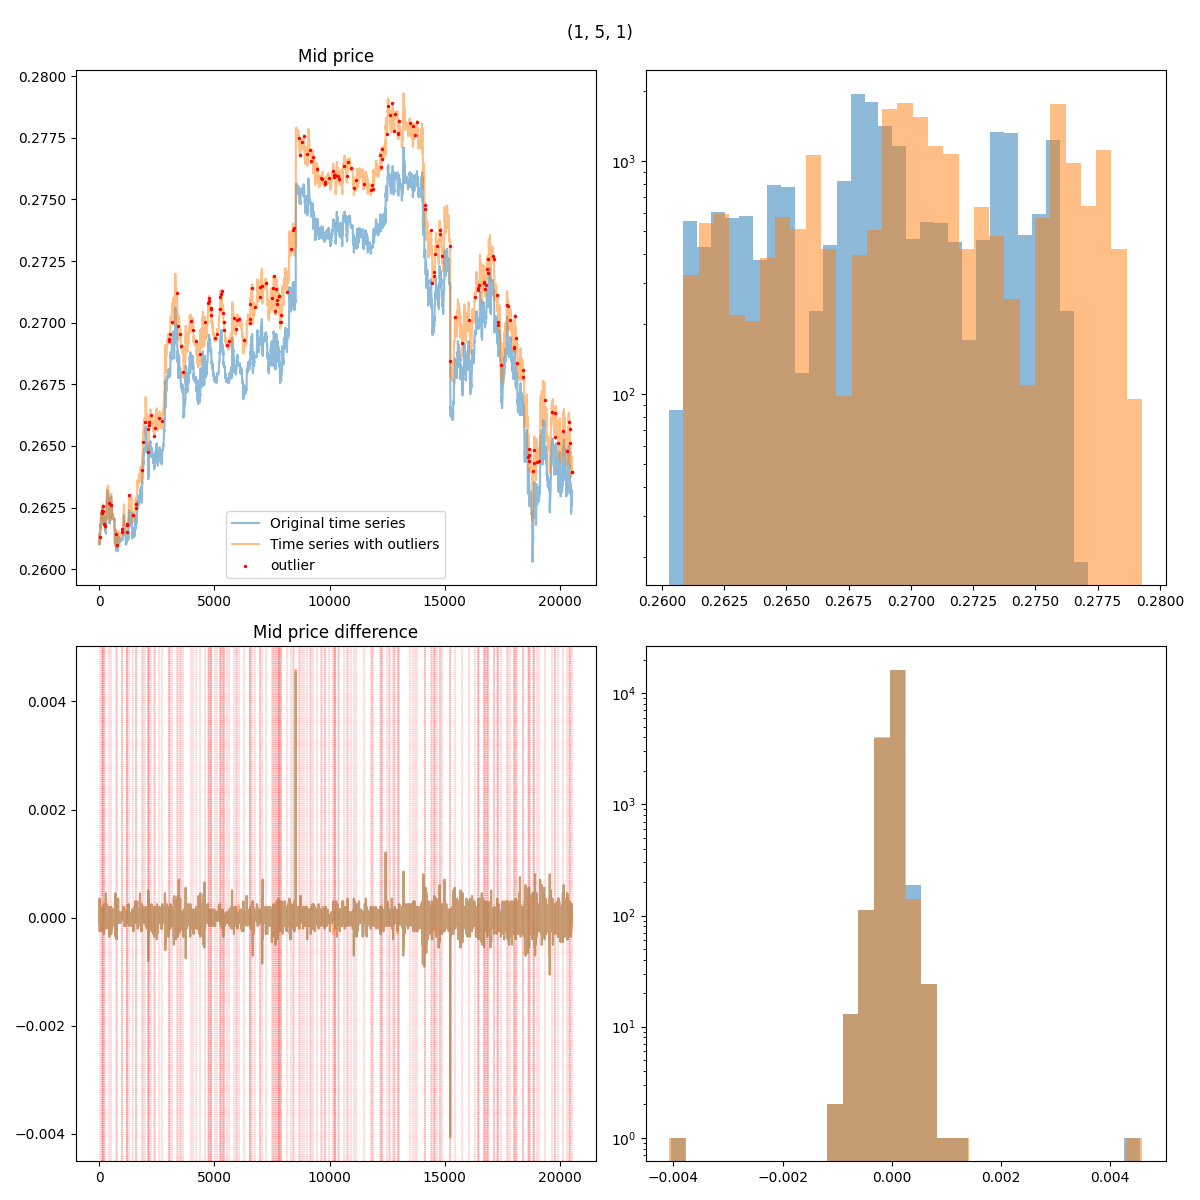 (1, 5, 1)
Mid price
0.2800
0.2775
0.2750
0.2725
0.2700
0.2675
0.2650
0.2625
0.2600
Original time series
Time series with outliers
outlier
0 5000 10000 15000 20000
10³
10²
0.2600 0.2625 0.2650 0.2675 0.2700 0.2725 0.2750 0.2775 0.2800
Mid price difference
0.004
0.002
0.000
−0.002
−0.004
0 5000 10000 15000 20000
10⁴
10³
10²
10¹
10⁰
−0.004 −0.002 0.000 0.002 0.004